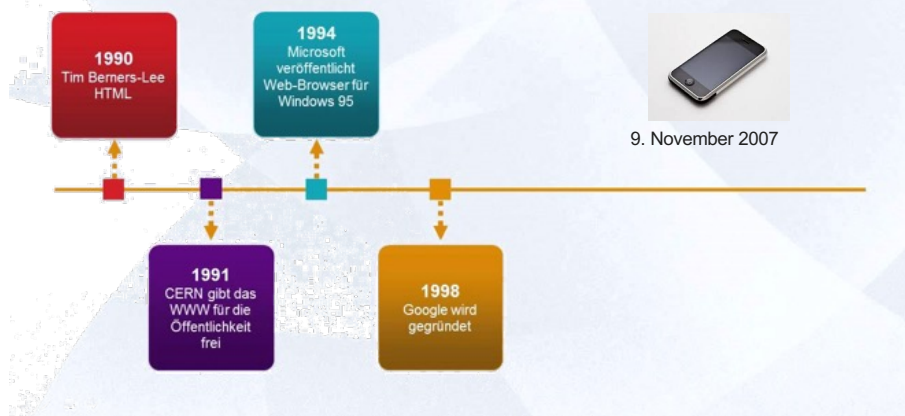 1990
Tim Berners-Lee
HTML
1994
Microsoft
veröffentlicht
Web-Browser für
Windows 95
9. November 2007
1991
CERN gibt das
WWW für die
Öffentlichkeit
frei
1998
Google wird
gegründet